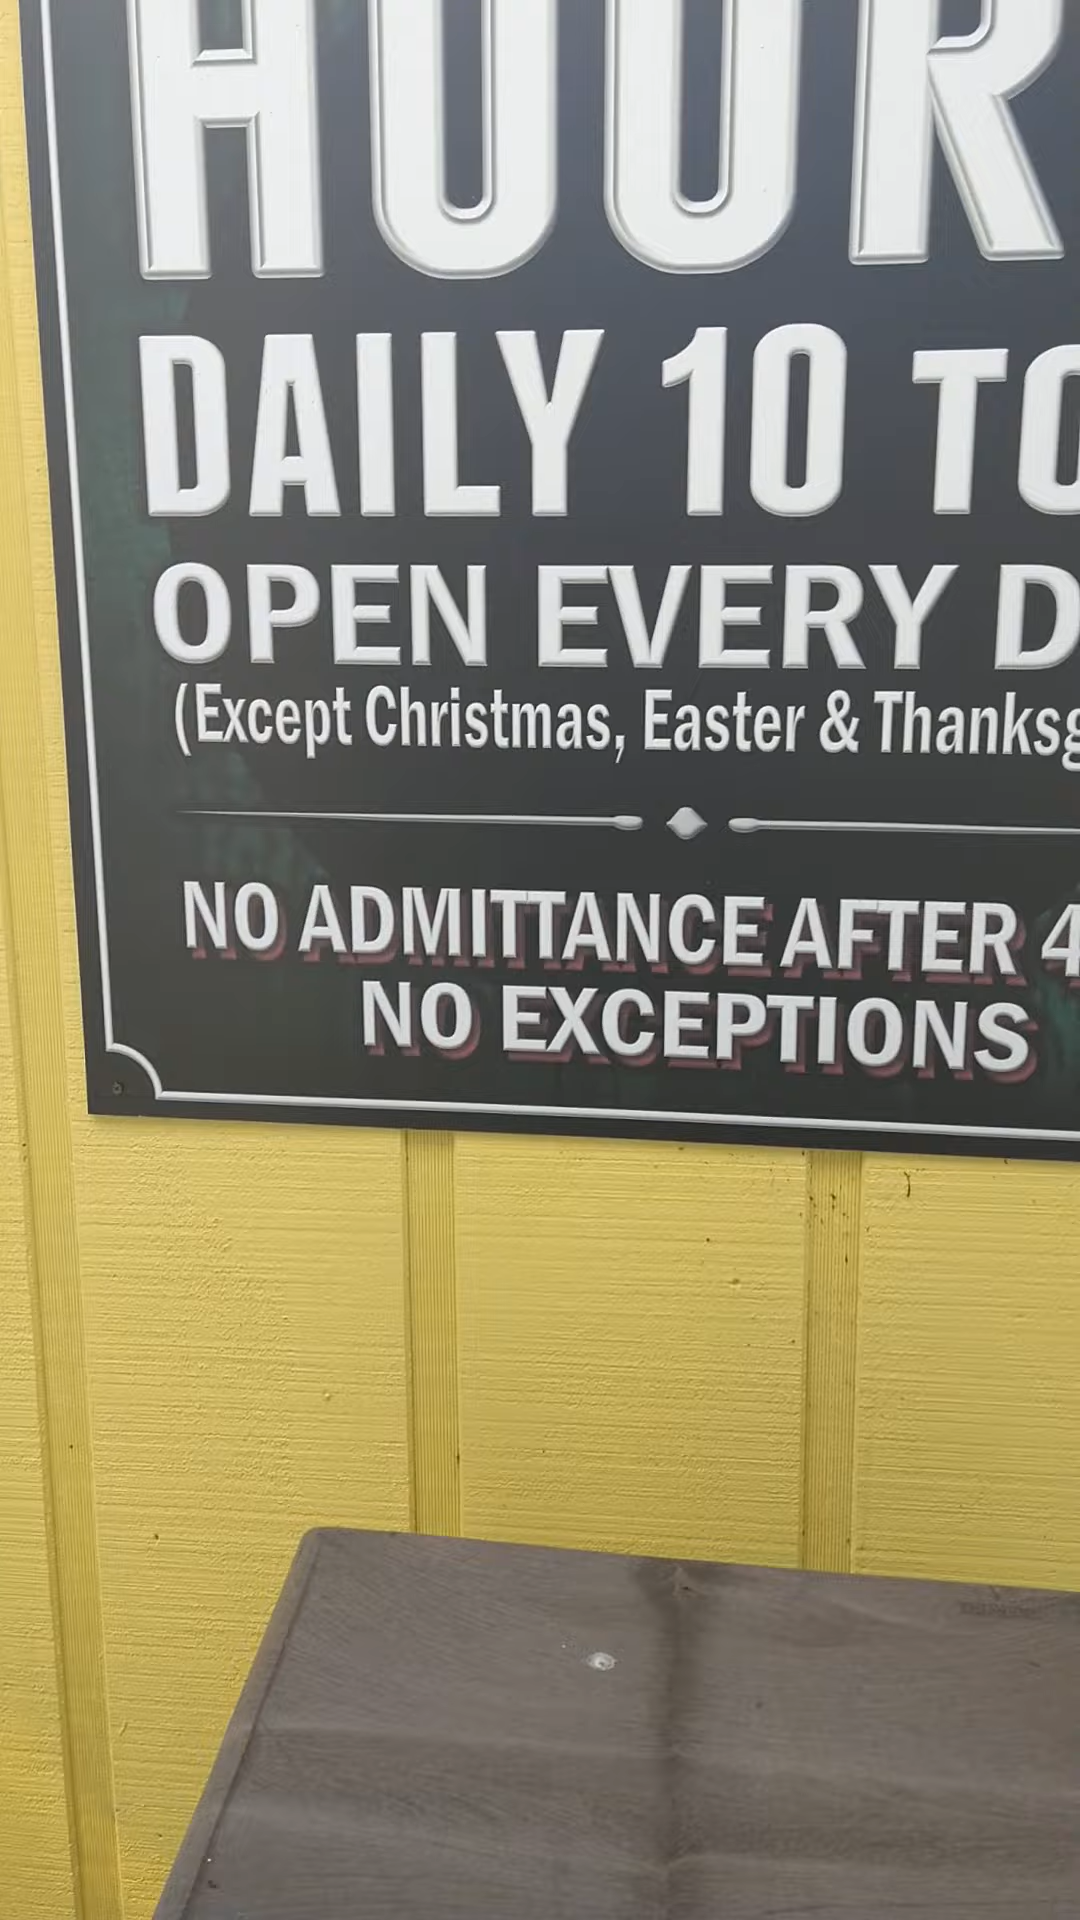 HOUR
DAILY 10 TO
OPEN EVERY D
(Except Christmas, Easter & Thanksg
NO ADMITTANCE AFTER 4
NO EXCEPTIONS